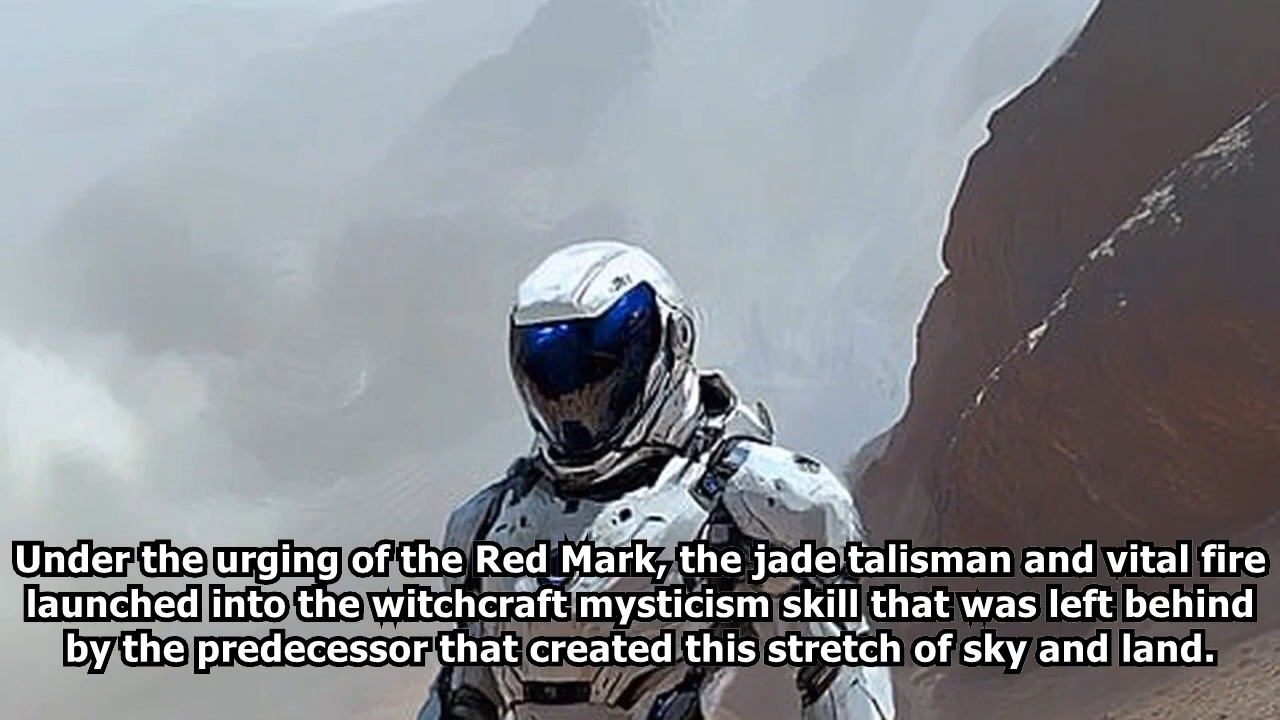 Under the urging of the Red Mark, the jade talisman and vital fire
launched into the witchcraft mysticism skill that was left behind
by the predecessor that created this stretch of sky and land.